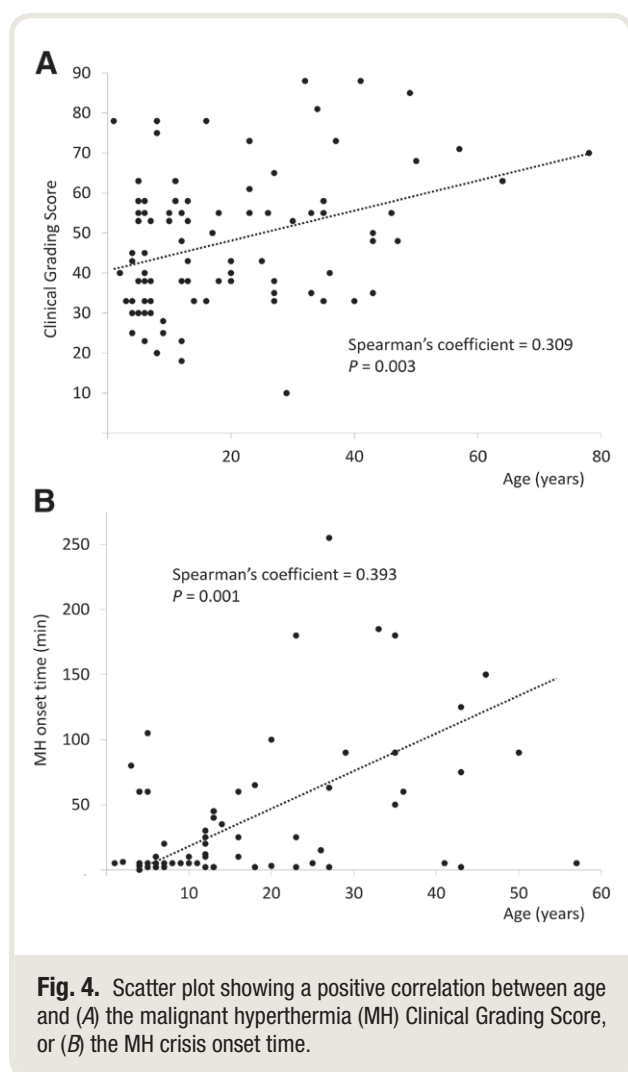 A
Clinical Grading Score
90
80
70
60
50
40
30
20
10
Spearman's coefficient = 0.309
P = 0.003
20
40
60
80
Age (years)
B
MH onset time (min)
250
200
150
100
50
-
Spearman's coefficient = 0.393
P = 0.001
10
20
30
40
50
60
Age (years)
Fig. 4. Scatter plot showing a positive correlation between age
and (A) the malignant hyperthermia (MH) Clinical Grading Score,
or (B) the MH crisis onset time.